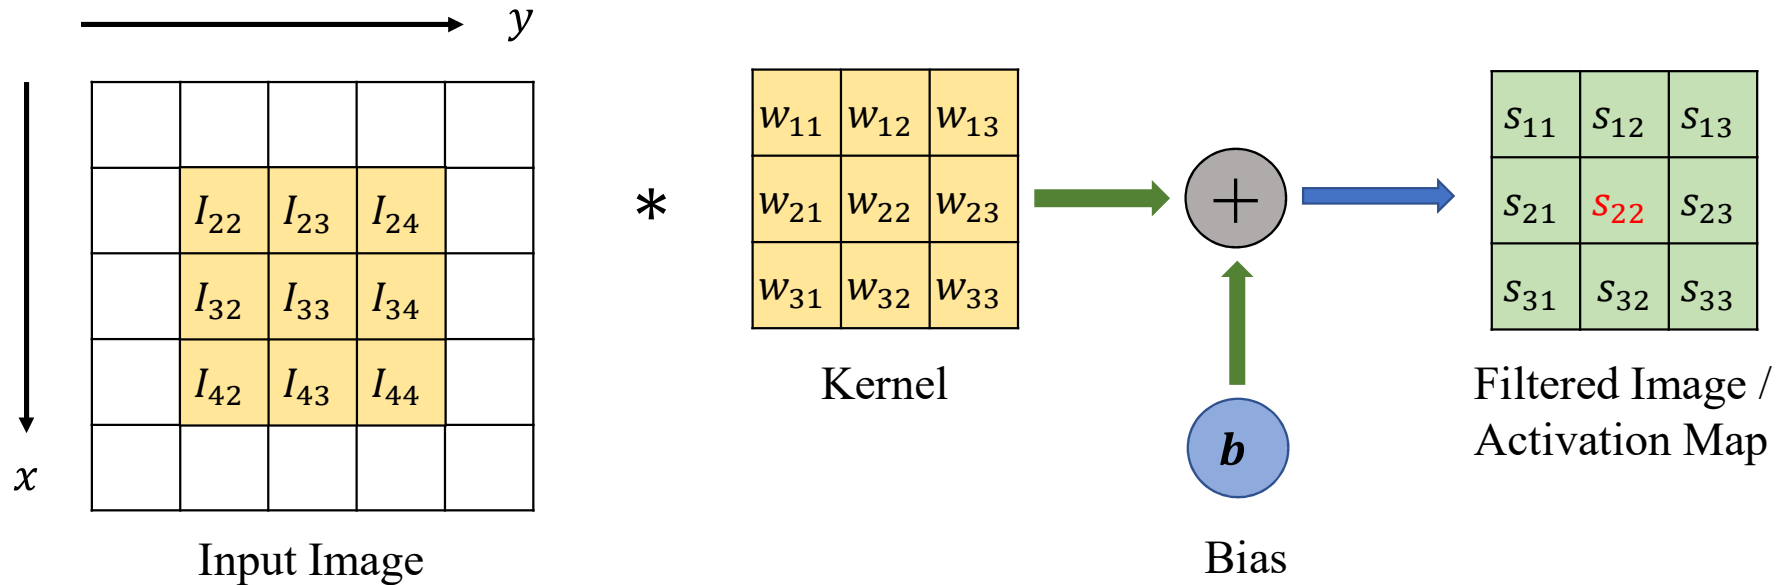 y
x
I22 I23 I24
I32 I33 I34
I42 I43 I44
Input Image
*
w11 w12 w13
w21 w22 w23
w31 w32 w33
Kernel
+
b
Bias
s11 s12 s13
s21 s22 s23
s31 s32 s33
Filtered Image /
Activation Map